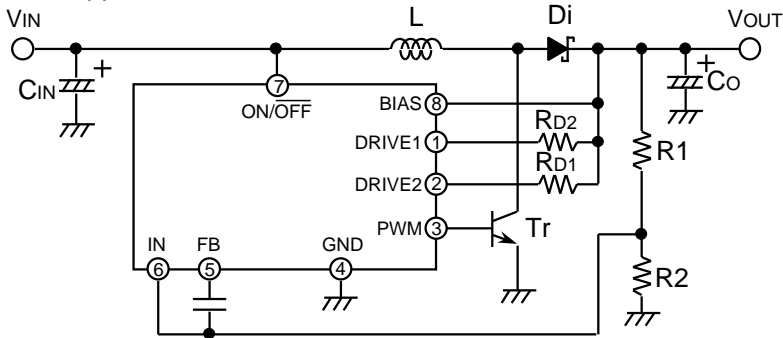 VIN L Di VOUT
CIN + 7 + CO
ON/OFF BIAS 8
DRIVE1 1 RD2 R1
DRIVE2 2 RD1
PWM 3 Tr
IN FB GND
6 5 4 R2